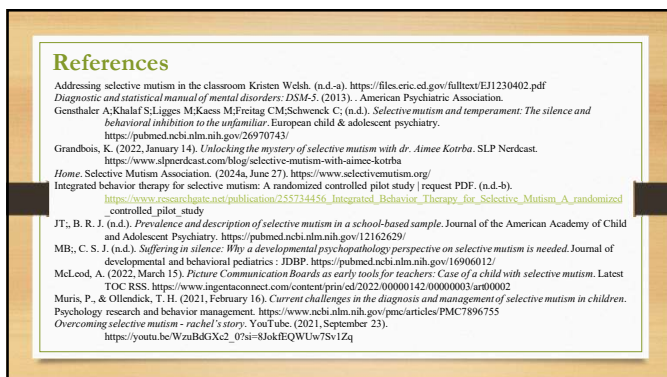 References
Addressing selective mutism in the classroom Kristen Welsh. (n.d.-a). https://files.eric.ed.gov/fulltext/EJ1230402.pdf
Diagnostic and statistical manual of mental disorders: DSM-5. (2013). . American Psychiatric Association.
Gensthaler A;Khalaf S;Ligges M;Kaess M;Freitag CM;Schwenck C; (n.d.). Selective mutism and temperament: The silence and
behavioral inhibition to the unfamiliar. European child & adolescent psychiatry.
https://pubmed.ncbi.nlm.nih.gov/26970743/
Grandbois, K. (2022, January 14). Unlocking the mystery of selective mutism with dr. Aimee Kotrba. SLP Nerdcast.
https://www.slpnerdcast.com/blog/selective-mutism-with-aimee-kotrba
Home. Selective Mutism Association. (2024a, June 27). https://www.selectivemutism.org/
Integrated behavior therapy for selective mutism: A randomized controlled pilot study | request PDF. (n.d.-b).
https://www.researchgate.net/publication/255734456_Integrated_Behavior_Therapy_for_Selective_Mutism_A_randomized
_controlled_pilot_study
JT;, B. R. J. (n.d.). Prevalence and description of selective mutism in a school-based sample. Journal of the American Academy of Child
and Adolescent Psychiatry. https://pubmed.ncbi.nlm.nih.gov/12162629/
MB;, C. S. J. (n.d.). Suffering in silence: Why a developmental psychopathology perspective on selective mutism is needed. Journal of
developmental and behavioral pediatrics : JDBP. https://pubmed.ncbi.nlm.nih.gov/16906012/
McLeod, A. (2022, March 15). Picture Communication Boards as early tools for teachers: Case of a child with selective mutism. Latest
TOC RSS. https://www.ingentaconnect.com/content/prin/ed/2022/00000142/00000003/art00002
Muris, P., & Ollendick, T. H. (2021, February 16). Current challenges in the diagnosis and management of selective mutism in children.
Psychology research and behavior management. https://www.ncbi.nlm.nih.gov/pmc/articles/PMC7896755
Overcoming selective mutism - rachel's story. YouTube. (2021, September 23).
https://youtu.be/WzuBdGXc2_0?si=8JokfEQWUw7Sv1Zq